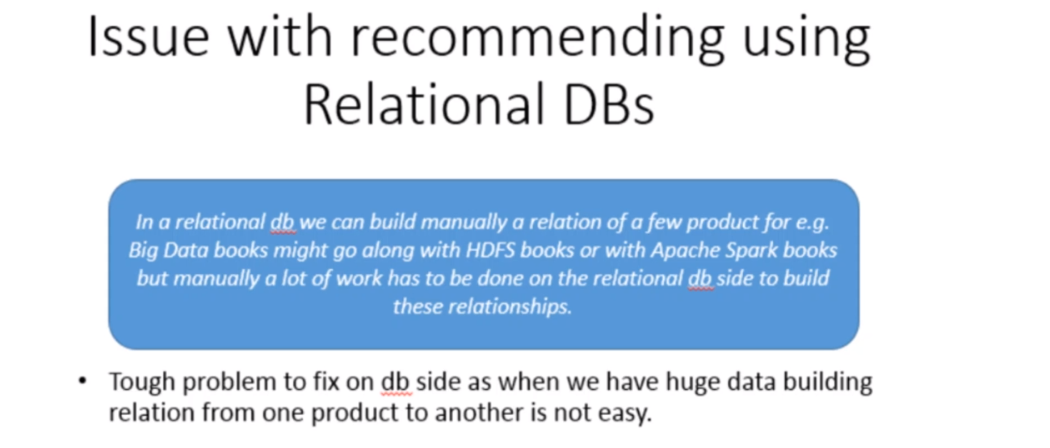 Issue with recommending using
Relational DBs
In a relational db we can build manually a relation of a few product for e.g.
Big Data books might go along with HDFS books or with Apache Spark books
but manually a lot of work has to be done on the relational db side to build
these relationships.
• Tough problem to fix on db side as when we have huge data building
relation from one product to another is not easy.